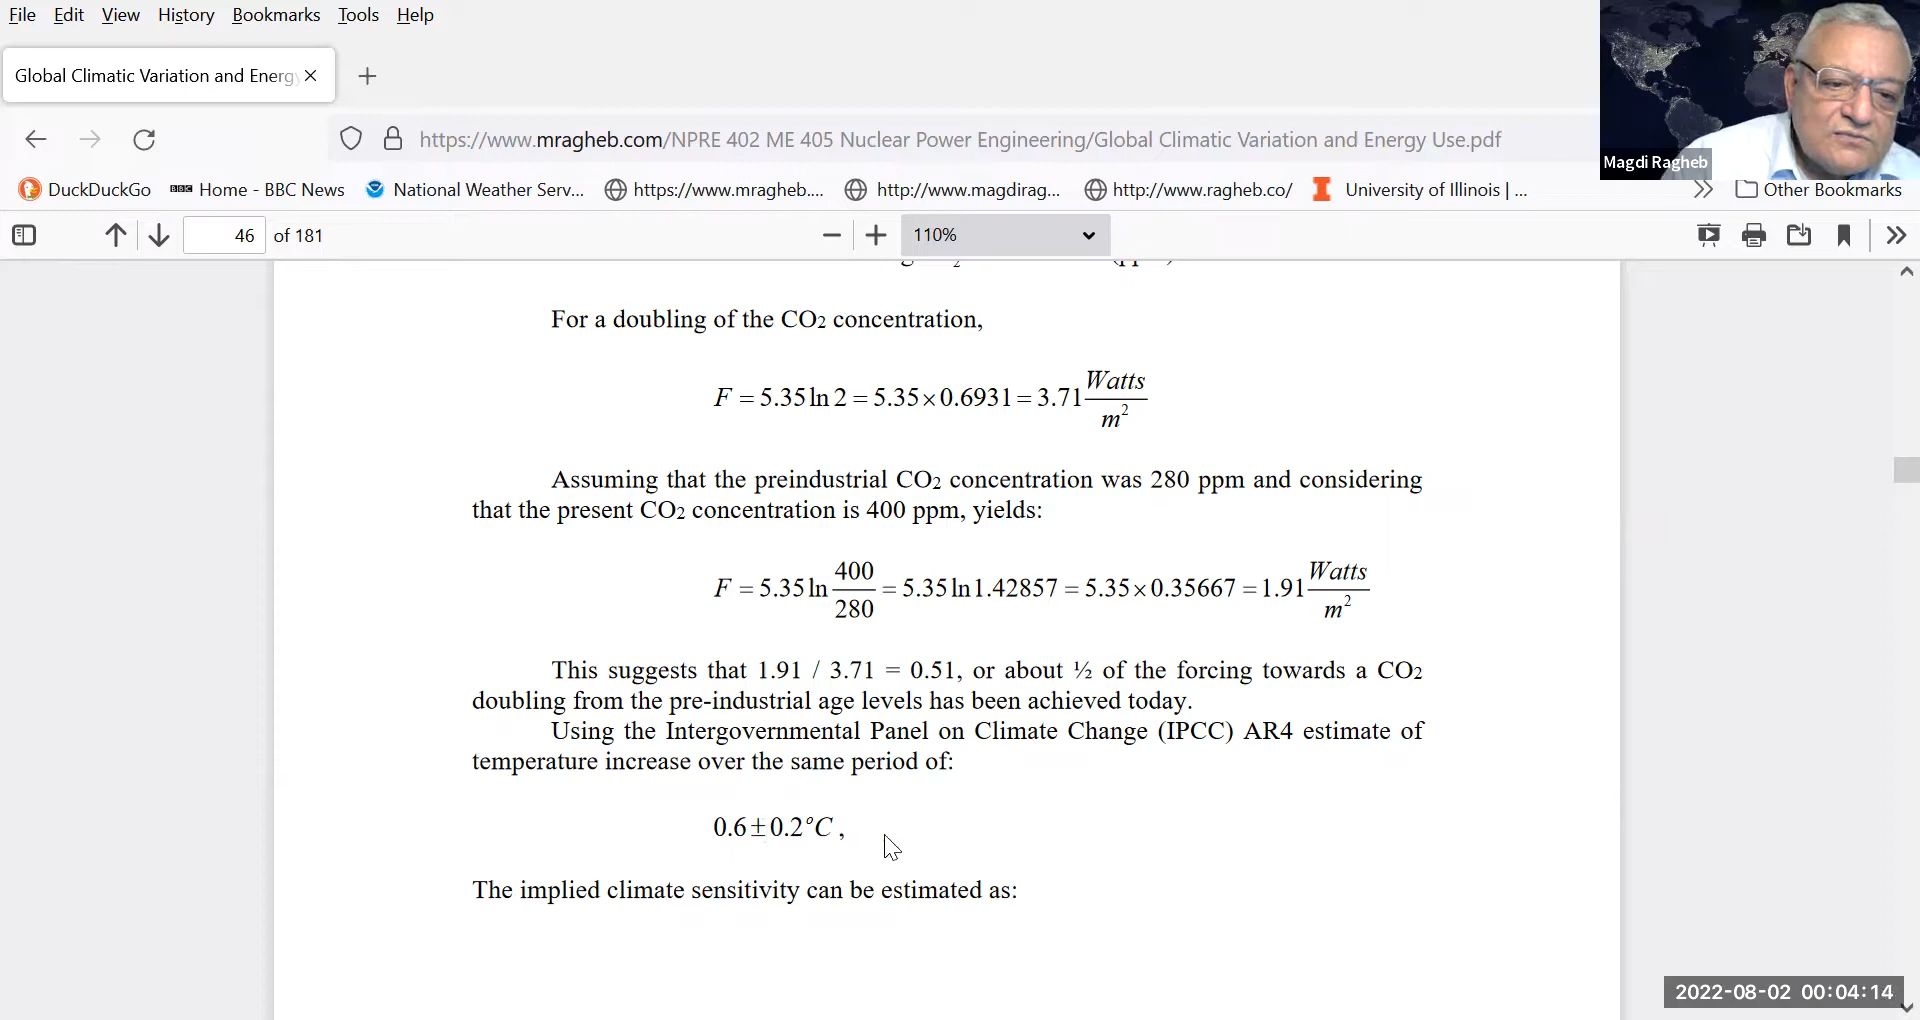 File Edit View History Bookmarks Tools Help
Global Climatic Variation and Energ
https://www.mragheb.com/NPRE 402 ME 405 Nuclear Power Engineering/Global Climatic Variation and Energy Use.pdf
Magdi Ragheb
DuckDuckGo BBC Home - BBC News National Weather Serv... https://www.mragheb.... http://www.magdirag... http://www.ragheb.co/ I University of Illinois | ... Other Bookmarks
46 of 181 110%
For a doubling of the CO₂ concentration,
F = 5.35 ln 2 = 5.35 × 0.6931 = 3.71 Watts/m²
Assuming that the preindustrial CO₂ concentration was 280 ppm and considering
that the present CO₂ concentration is 400 ppm, yields:
F = 5.35 ln 400/280 = 5.35 ln 1.42857 = 5.35 × 0.35667 = 1.91 Watts/m²
This suggests that 1.91 / 3.71 = 0.51, or about ½ of the forcing towards a CO₂
doubling from the pre-industrial age levels has been achieved today.
Using the Intergovernmental Panel on Climate Change (IPCC) AR4 estimate of
temperature increase over the same period of:
0.6 ± 0.2°C ,
The implied climate sensitivity can be estimated as:
2022-08-02 00:04:14